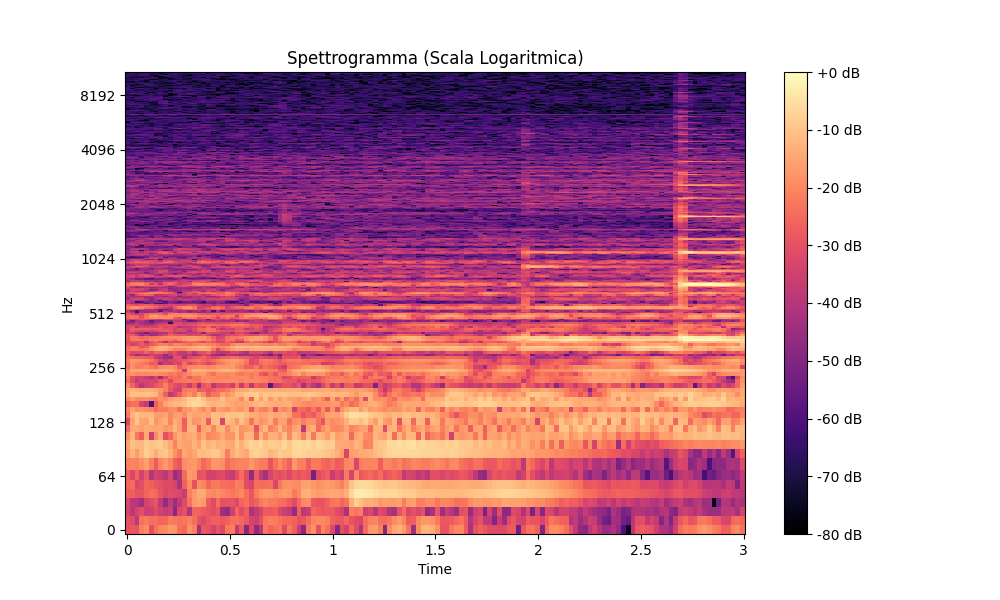 Spettrogramma (Scala Logaritmica)
8192
4096
2048
1024
512
256
128
64
0
Hz
0
0.5
1
1.5
2
2.5
3
Time
+0 dB
-10 dB
-20 dB
-30 dB
-40 dB
-50 dB
-60 dB
-70 dB
-80 dB